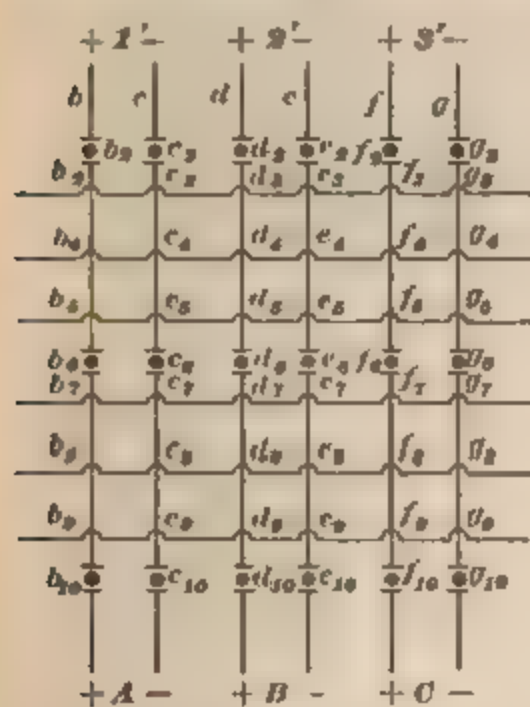 + 1' - + 2' - + 3' -
b c d e f g
b₂ c₂ d₂ e₂ f₂ g₂
b₃ c₃ d₃ e₃ f₃ g₃
b₄ c₄ d₄ e₄ f₄ g₄
b₅ c₅ d₅ e₅ f₅ g₅
b₆ c₆ d₆ e₆ f₆ g₆
b₇ c₇ d₇ e₇ f₇ g₇
b₈ c₈ d₈ e₈ f₈ g₈
b₉ c₉ d₉ e₉ f₉ g₉
b₁₀ c₁₀ d₁₀ e₁₀ f₁₀ g₁₀
+ A - + B - + C -